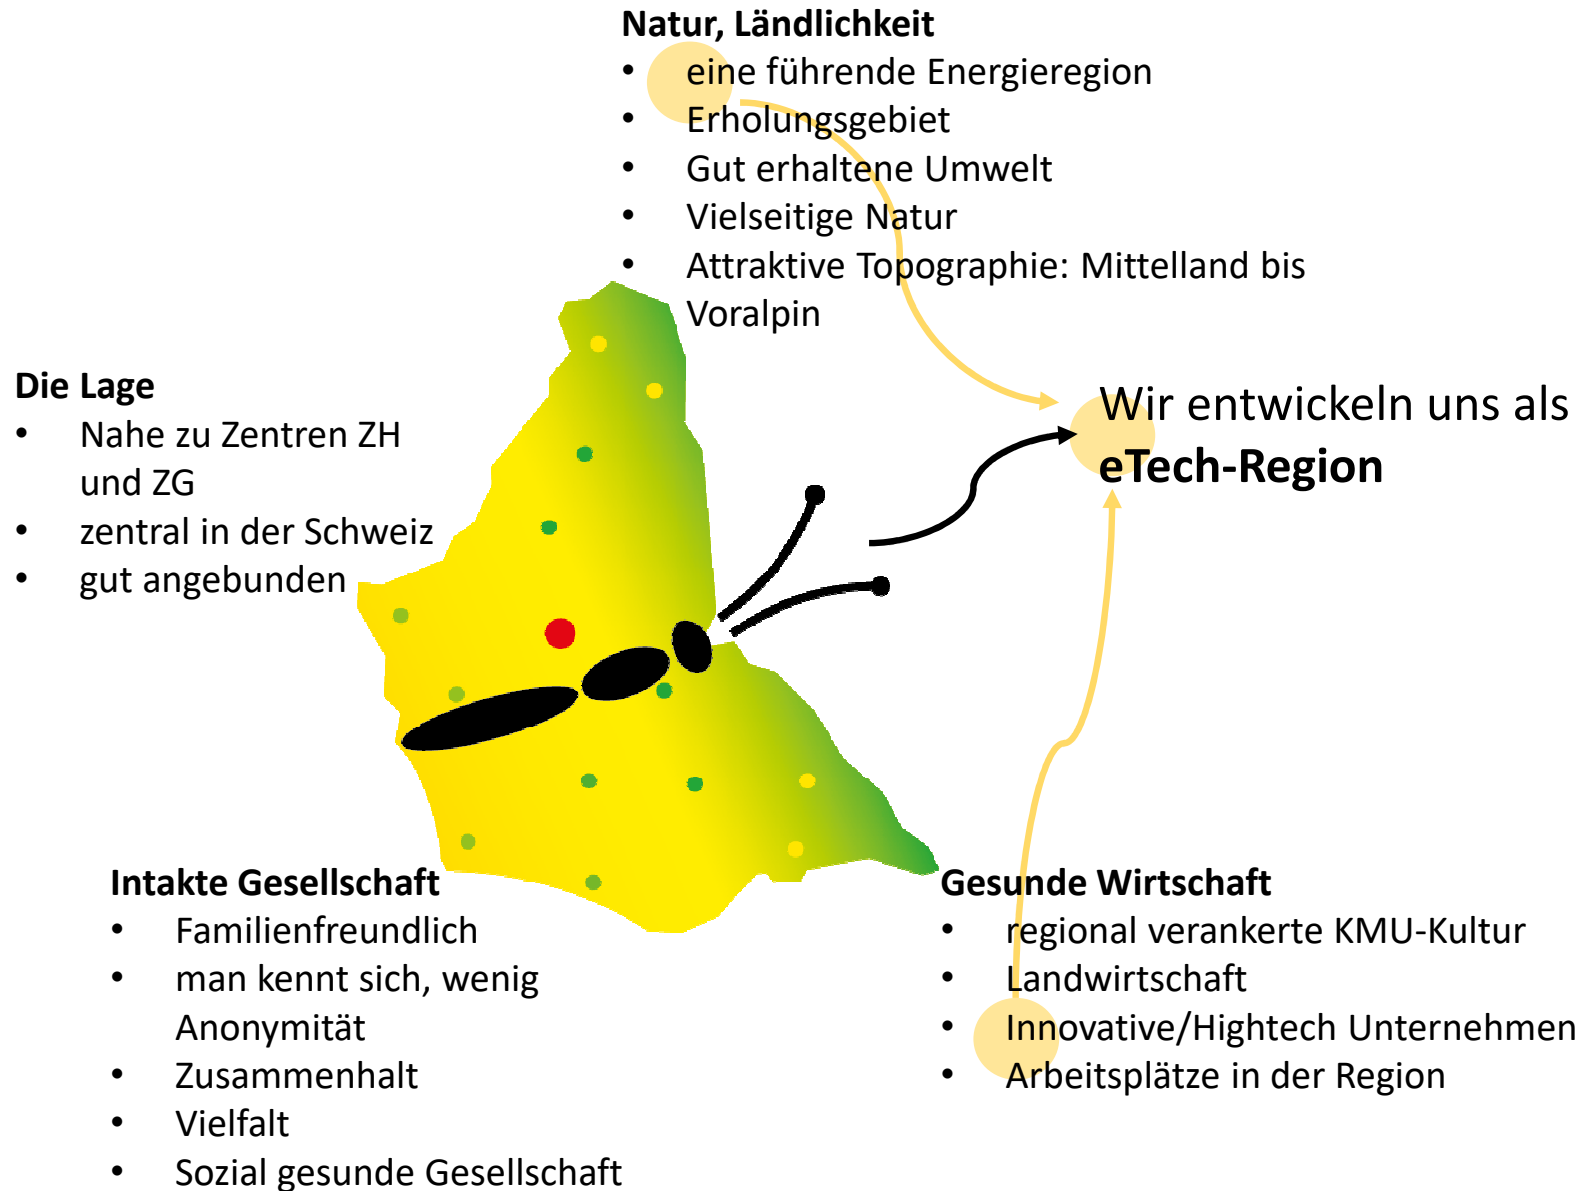 Natur, Ländlichkeit
• eine führende Energieregion
• Erholungsgebiet
• Gut erhaltene Umwelt
• Vielseitige Natur
• Attraktive Topographie: Mittelland bis
Voralpin
Die Lage
• Nahe zu Zentren ZH
und ZG
• zentral in der Schweiz
• gut angebunden
Wir entwickeln uns als
eTech-Region
Intakte Gesellschaft
• Familienfreundlich
• man kennt sich, wenig
Anonymität
• Zusammenhalt
• Vielfalt
• Sozial gesunde Gesellschaft
Gesunde Wirtschaft
• regional verankerte KMU-Kultur
• Landwirtschaft
• Innovative/Hightech Unternehmen
• Arbeitsplätze in der Region